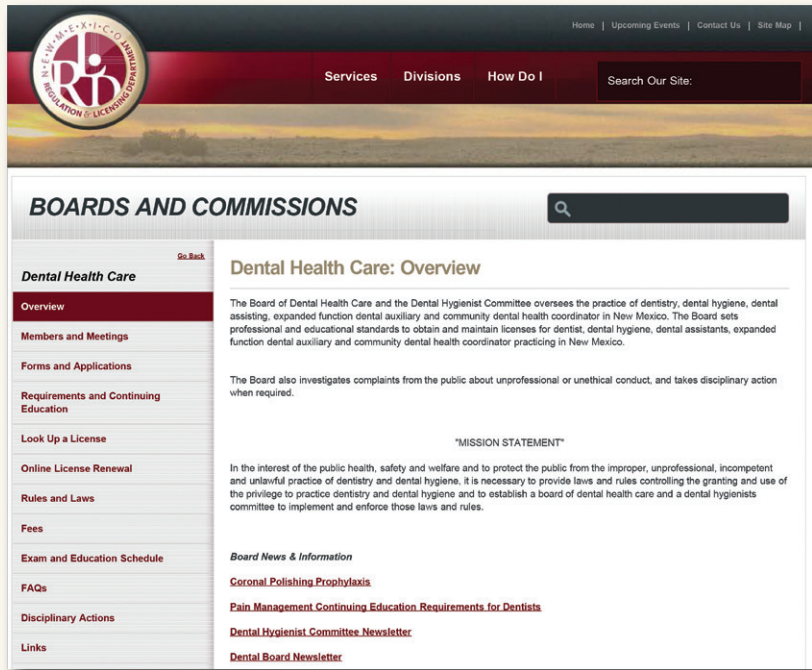 Home | Upcoming Events | Contact Us | Site Map |
NEW MEXICO
RLD
REGULATION & LICENSING DEPARTMENT
Services Divisions How Do I
Search Our Site:
BOARDS AND COMMISSIONS
Go Back
Dental Health Care
Overview
Members and Meetings
Forms and Applications
Requirements and Continuing
Education
Look Up a License
Online License Renewal
Rules and Laws
Fees
Exam and Education Schedule
FAQs
Disciplinary Actions
Links
Dental Health Care: Overview
The Board of Dental Health Care and the Dental Hygienist Committee oversees the practice of dentistry, dental hygiene, dental
assisting, expanded function dental auxiliary and community dental health coordinator in New Mexico. The Board sets
professional and educational standards to obtain and maintain licenses for dentist, dental hygiene, dental assistants, expanded
function dental auxiliary and community dental health coordinator practicing in New Mexico.
The Board also investigates complaints from the public about unprofessional or unethical conduct, and takes disciplinary action
when required.
"MISSION STATEMENT"
In the interest of the public health, safety and welfare and to protect the public from the improper, unprofessional, incompetent
and unlawful practice of dentistry and dental hygiene, it is necessary to provide laws and rules controlling the granting and use of
the privilege to practice dentistry and dental hygiene and to establish a board of dental health care and a dental hygienists
committee to implement and enforce those laws and rules.
Board News & Information
Coronal Polishing Prophylaxis
Pain Management Continuing Education Requirements for Dentists
Dental Hygienist Committee Newsletter
Dental Board Newsletter